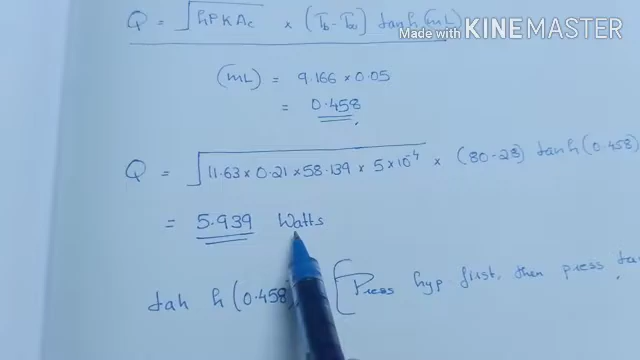 Q = √hPKAc × (Tb - T∞) tanh (mL)
Made with KINEMASTER
(mL) = 9.166 × 0.05
= 0.458
Q = √11.63 × 0.21 × 58.139 × 5×10⁻⁴ × (80-28) tanh (0.458)
= 5.939 Watts
tah h (0.458) [Press hyp first, then press